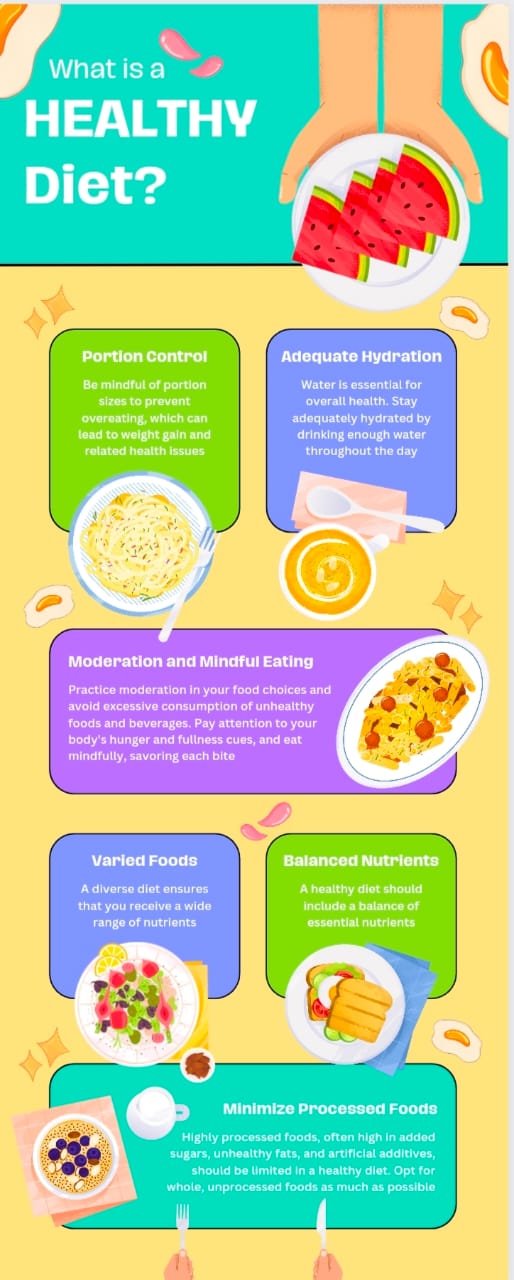 What is a
HEALTHY
Diet?
Portion Control
Be mindful of portion
sizes to prevent
overeating, which can
lead to weight gain and
related health issues
Adequate Hydration
Water is essential for
overall health. Stay
adequately hydrated by
drinking enough water
throughout the day
Moderation and Mindful Eating
Practice moderation in your food choices and
avoid excessive consumption of unhealthy
foods and beverages. Pay attention to your
body's hunger and fullness cues, and eat
mindfully, savoring each bite
Varied Foods
A diverse diet ensures
that you receive a wide
range of nutrients
Balanced Nutrients
A healthy diet should
include a balance of
essential nutrients
Minimize Processed Foods
Highly processed foods, often high in added
sugars, unhealthy fats, and artificial additives,
should be limited in a healthy diet. Opt for
whole, unprocessed foods as much as possible